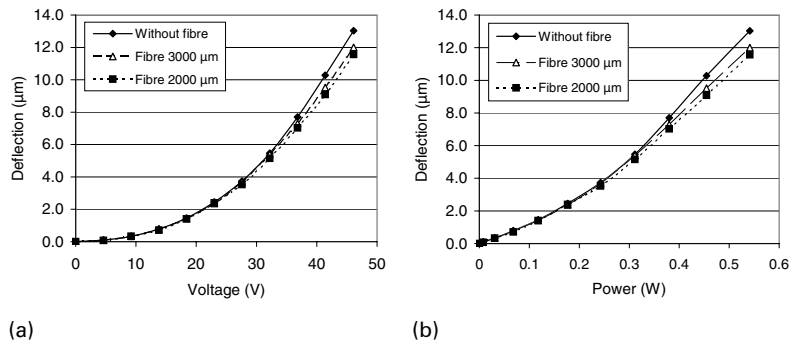 14.0
12.0
10.0
8.0
6.0
4.0
2.0
0.0
Deflection (µm)
Without fibre
Fibre 3000 µm
Fibre 2000 µm
0 10 20 30 40 50
Voltage (V)
(a)
14.0
12.0
10.0
8.0
6.0
4.0
2.0
0.0
Deflection (µm)
Without fibre
Fibre 3000 µm
Fibre 2000 µm
0 0.1 0.2 0.3 0.4 0.5 0.6
Power (W)
(b)